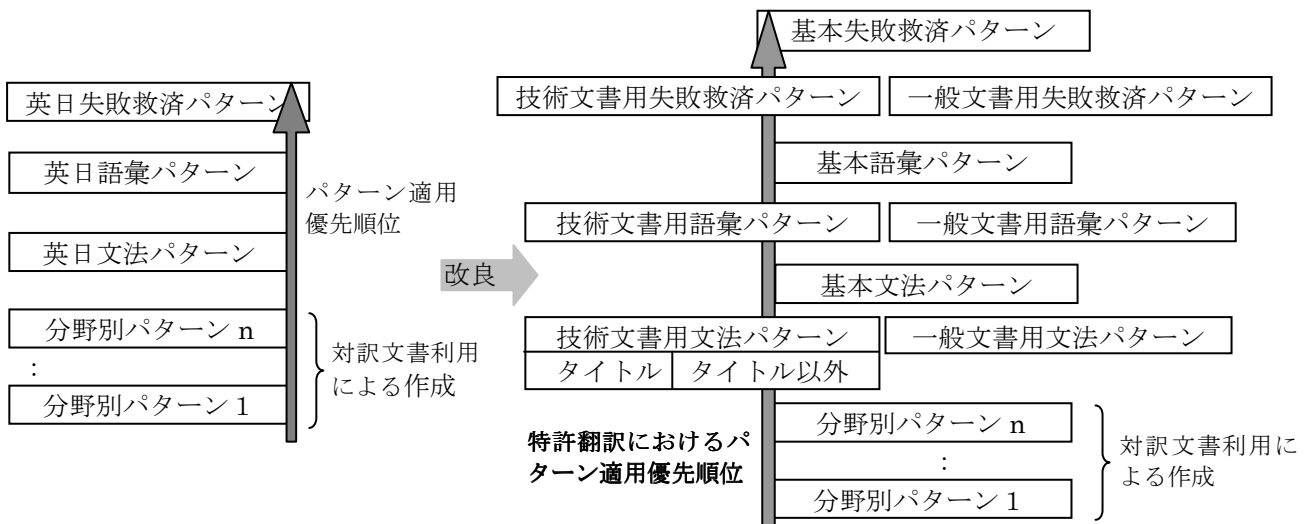 英日失敗救済パターン
英日語彙パターン
パターン適用
優先順位
英日文法パターン
分野別パターン n
:
分野別パターン 1
対訳文書利用
による作成
改良
基本失敗救済パターン
技術文書用失敗救済パターン
一般文書用失敗救済パターン
基本語彙パターン
技術文書用語彙パターン
一般文書用語彙パターン
基本文法パターン
技術文書用文法パターン
一般文書用文法パターン
タイトル
タイトル以外
特許翻訳におけるパ
ターン適用優先順位
分野別パターン n
:
分野別パターン 1
対訳文書利用に
よる作成